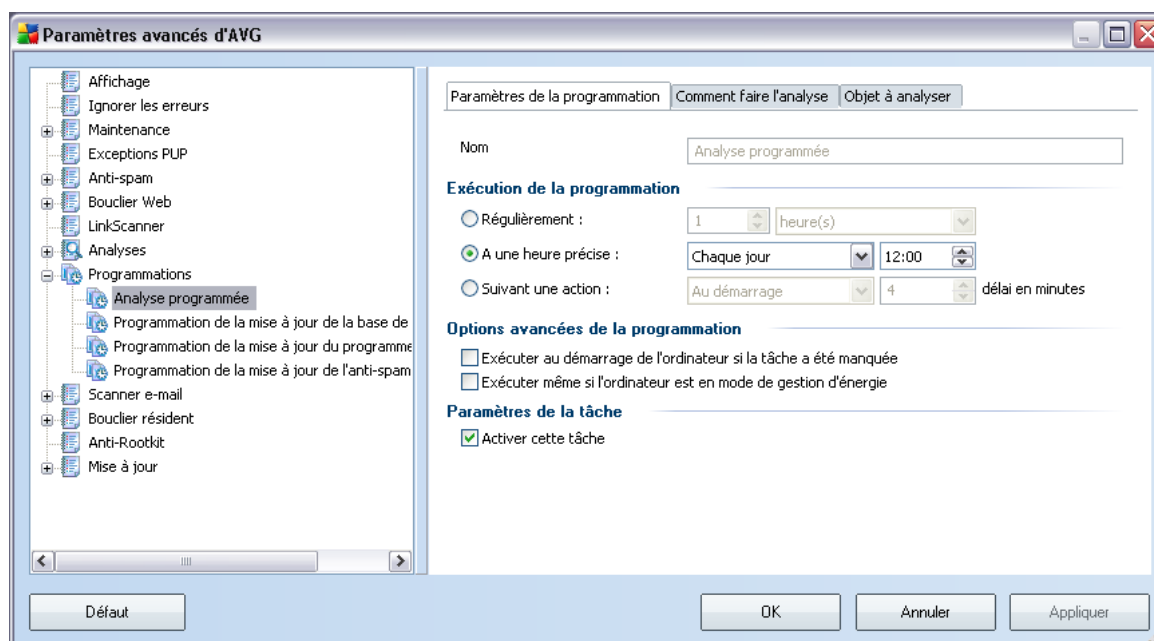 Paramètres avancés d'AVG
Affichage
Ignorer les erreurs
Maintenance
Exceptions PUP
Anti-spam
Bouclier Web
LinkScanner
Analyses
Programmations
Analyse programmée
Programmation de la mise à jour de la base de
Programmation de la mise à jour du programme
Programmation de la mise à jour de l'anti-spam
Scanner e-mail
Bouclier résident
Anti-Rootkit
Mise à jour
Paramètres de la programmation Comment faire l'analyse Objet à analyser
Nom Analyse programmée
Exécution de la programmation
Régulièrement : 1 heure(s)
A une heure précise : Chaque jour 12:00
Suivant une action : Au démarrage 4 délai en minutes
Options avancées de la programmation
Exécuter au démarrage de l'ordinateur si la tâche a été manquée
Exécuter même si l'ordinateur est en mode de gestion d'énergie
Paramètres de la tâche
Activer cette tâche
Défaut OK Annuler Appliquer